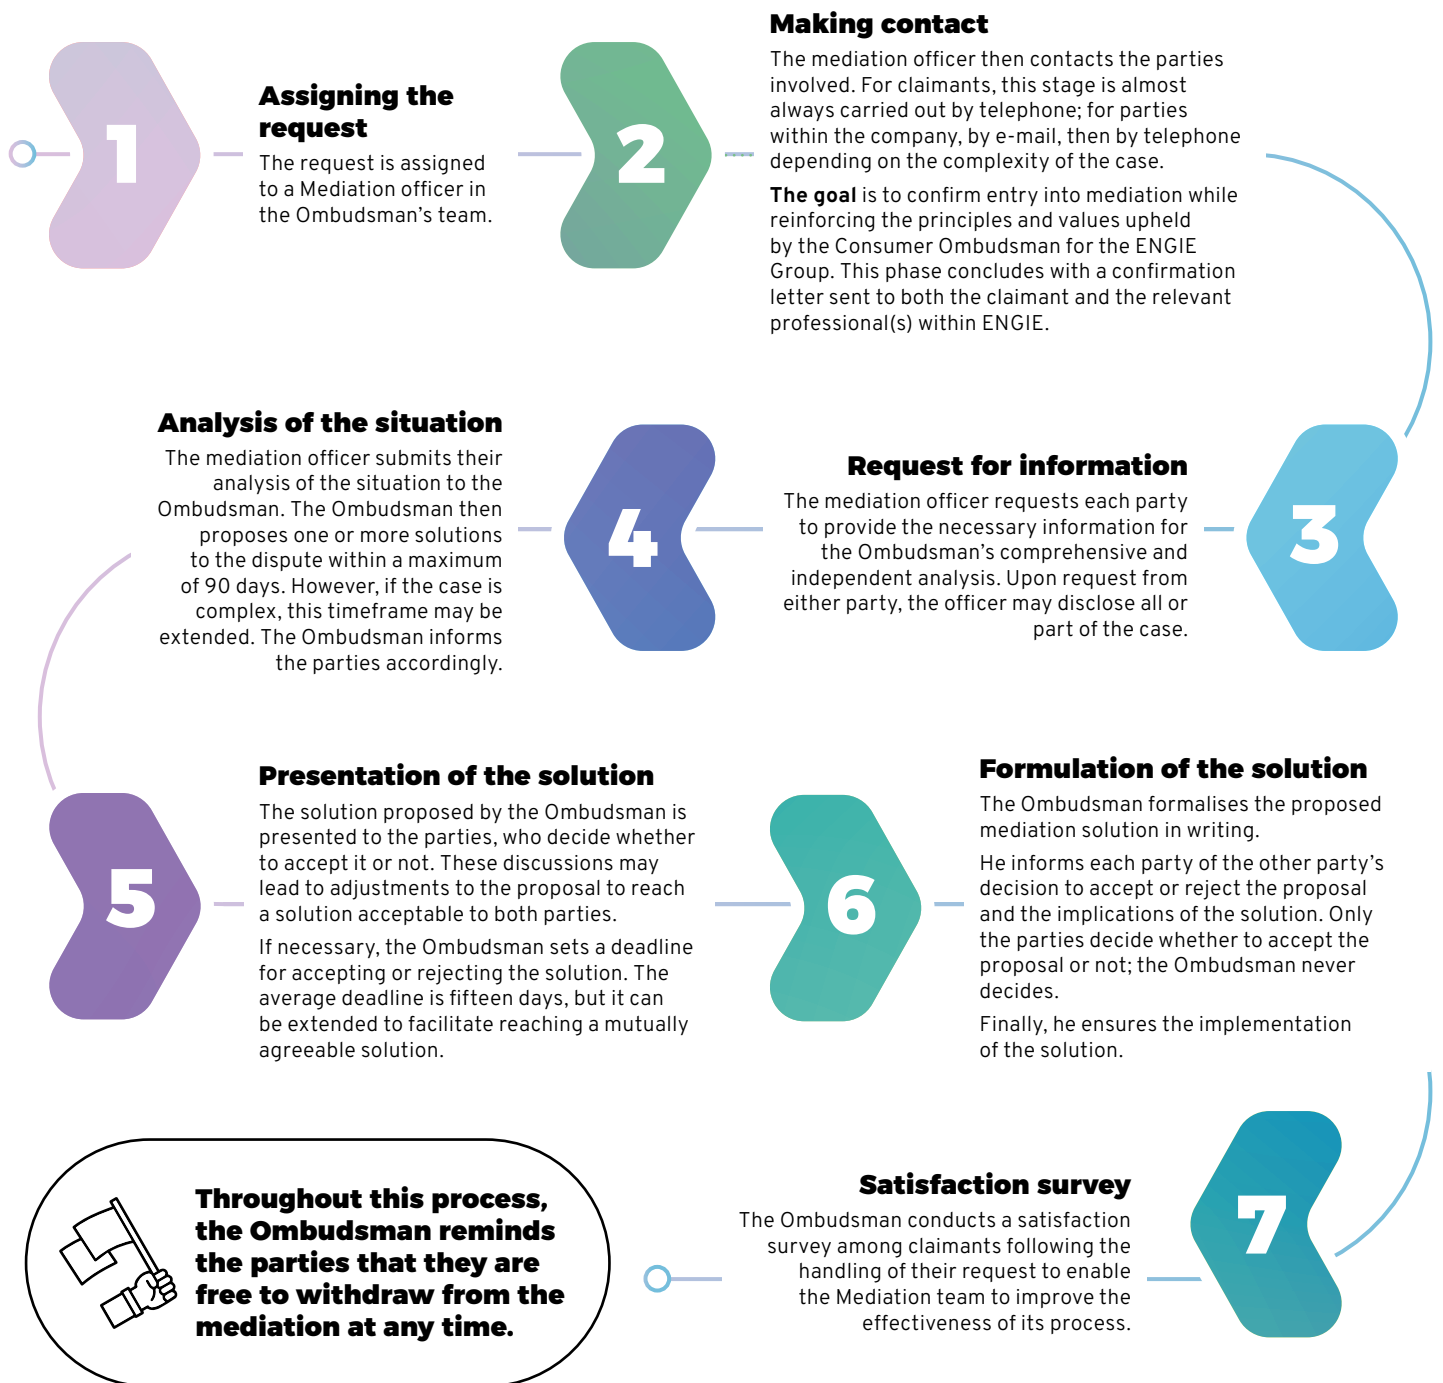 1
Assigning the
request
The request is assigned
to a Mediation officer in
the Ombudsman's team.
2
Making contact
The mediation officer then contacts the parties
involved. For claimants, this stage is almost
always carried out by telephone; for parties
within the company, by e-mail, then by telephone
depending on the complexity of the case.
The goal is to confirm entry into mediation while
reinforcing the principles and values upheld
by the Consumer Ombudsman for the ENGIE
Group. This phase concludes with a confirmation
letter sent to both the claimant and the relevant
professional(s) within ENGIE.
3
Request for information
The mediation officer requests each party
to provide the necessary information for
the Ombudsman's comprehensive and
independent analysis. Upon request from
either party, the officer may disclose all or
part of the case.
4
Analysis of the situation
The mediation officer submits their
analysis of the situation to the
Ombudsman. The Ombudsman then
proposes one or more solutions
to the dispute within a maximum
of 90 days. However, if the case is
complex, this timeframe may be
extended. The Ombudsman informs
the parties accordingly.
5
Presentation of the solution
The solution proposed by the Ombudsman is
presented to the parties, who decide whether
to accept it or not. These discussions may
lead to adjustments to the proposal to reach
a solution acceptable to both parties.
If necessary, the Ombudsman sets a deadline
for accepting or rejecting the solution. The
average deadline is fifteen days, but it can
be extended to facilitate reaching a mutually
agreeable solution.
6
Formulation of the solution
The Ombudsman formalises the proposed
mediation solution in writing.
He informs each party of the other party's
decision to accept or reject the proposal
and the implications of the solution. Only
the parties decide whether to accept the
proposal or not; the Ombudsman never
decides.
Finally, he ensures the implementation
of the solution.
7
Satisfaction survey
The Ombudsman conducts a satisfaction
survey among claimants following the
handling of their request to enable
the Mediation team to improve the
effectiveness of its process.
Throughout this process,
the Ombudsman reminds
the parties that they are
free to withdraw from the
mediation at any time.